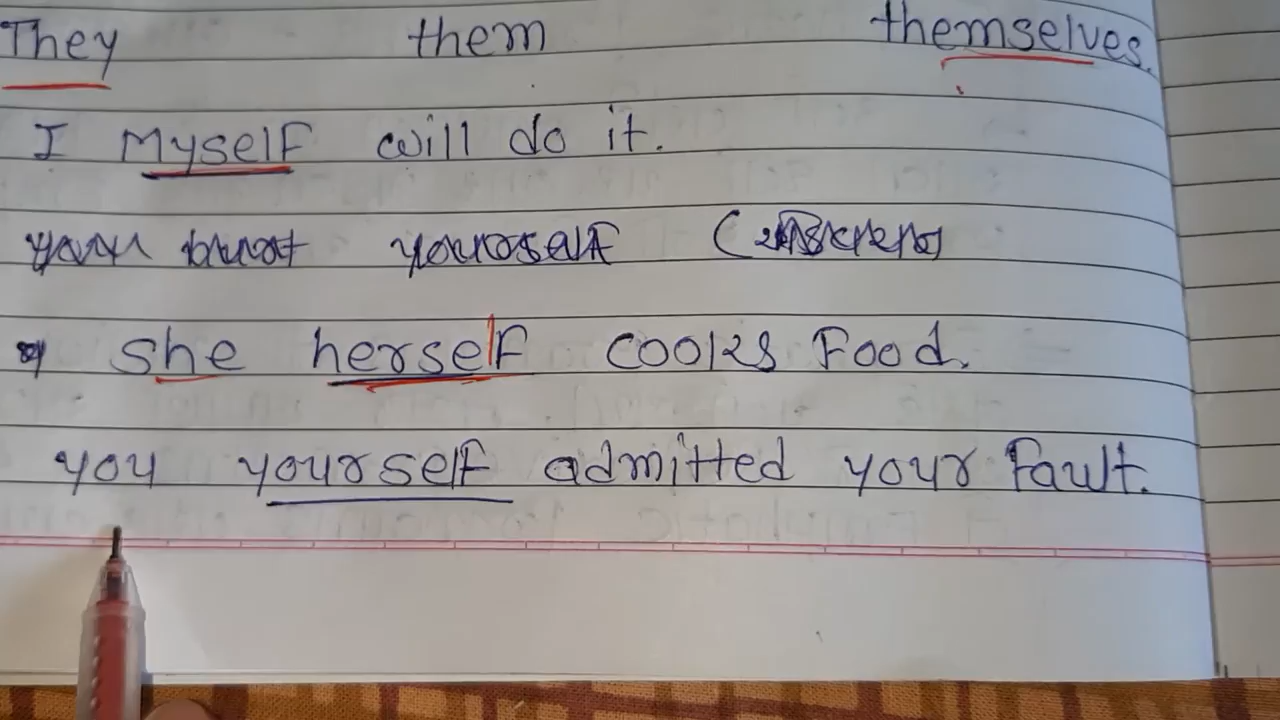 They them themselves.
I Myself will do it.
She herself cooks Food.
you yourself admitted your Fault.